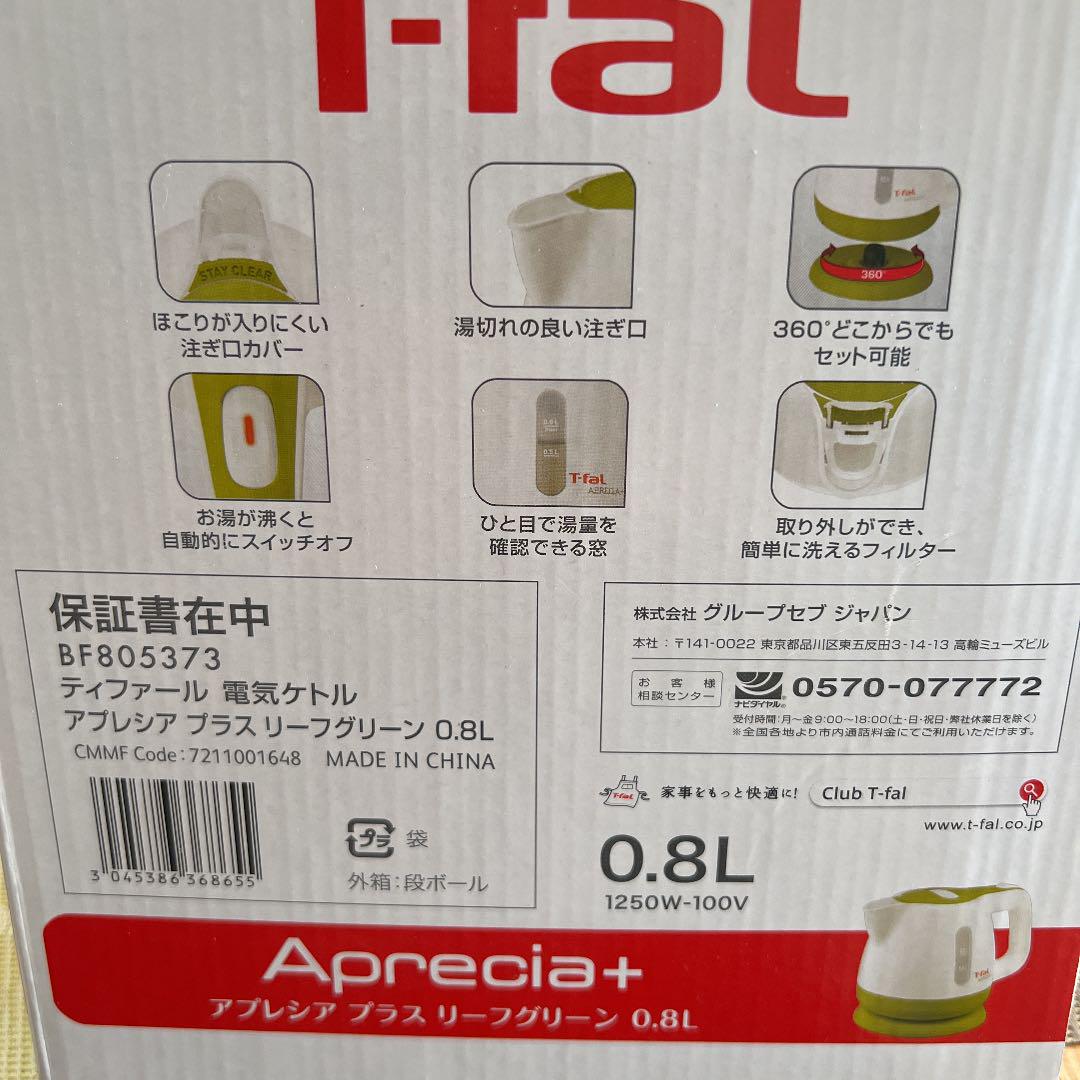 T-fal
STAY CLEAR
ほこりが入りにくい
注ぎ口カバー
湯切れの良い注ぎ口
T-fal
360°
360°どこからでも
セット可能
お湯が沸くと
自動的にスイッチオフ
0.8L
0.5L
T-fal
APRECIA+
ひと目で湯量を
確認できる窓
取り外しができ、
簡単に洗えるフィルター
保証書在中
BF805373
ティファール 電気ケトル
アプレシア プラス リーフグリーン 0.8L
CMMF Code:7211001648 MADE IN CHINA
3 045386 368655
プラ 袋
外箱:段ボール
株式会社 グループセブ ジャパン
本社:〒141-0022 東京都品川区東五反田3-14-13 高輪ミューズビル
お客様
相談センター
ナビダイヤル®
0570-077772
受付時間:月~金9:00~18:00(土・日・祝日・弊社休業日を除く)
※全国各地より市内通話料金にてご利用いただけます。
T-fal 家事をもっと快適に! Club T-fal
www.t-fal.co.jp
0.8L
1250W-100V
T-fal
Aprecia+
アプレシア プラス リーフグリーン 0.8L